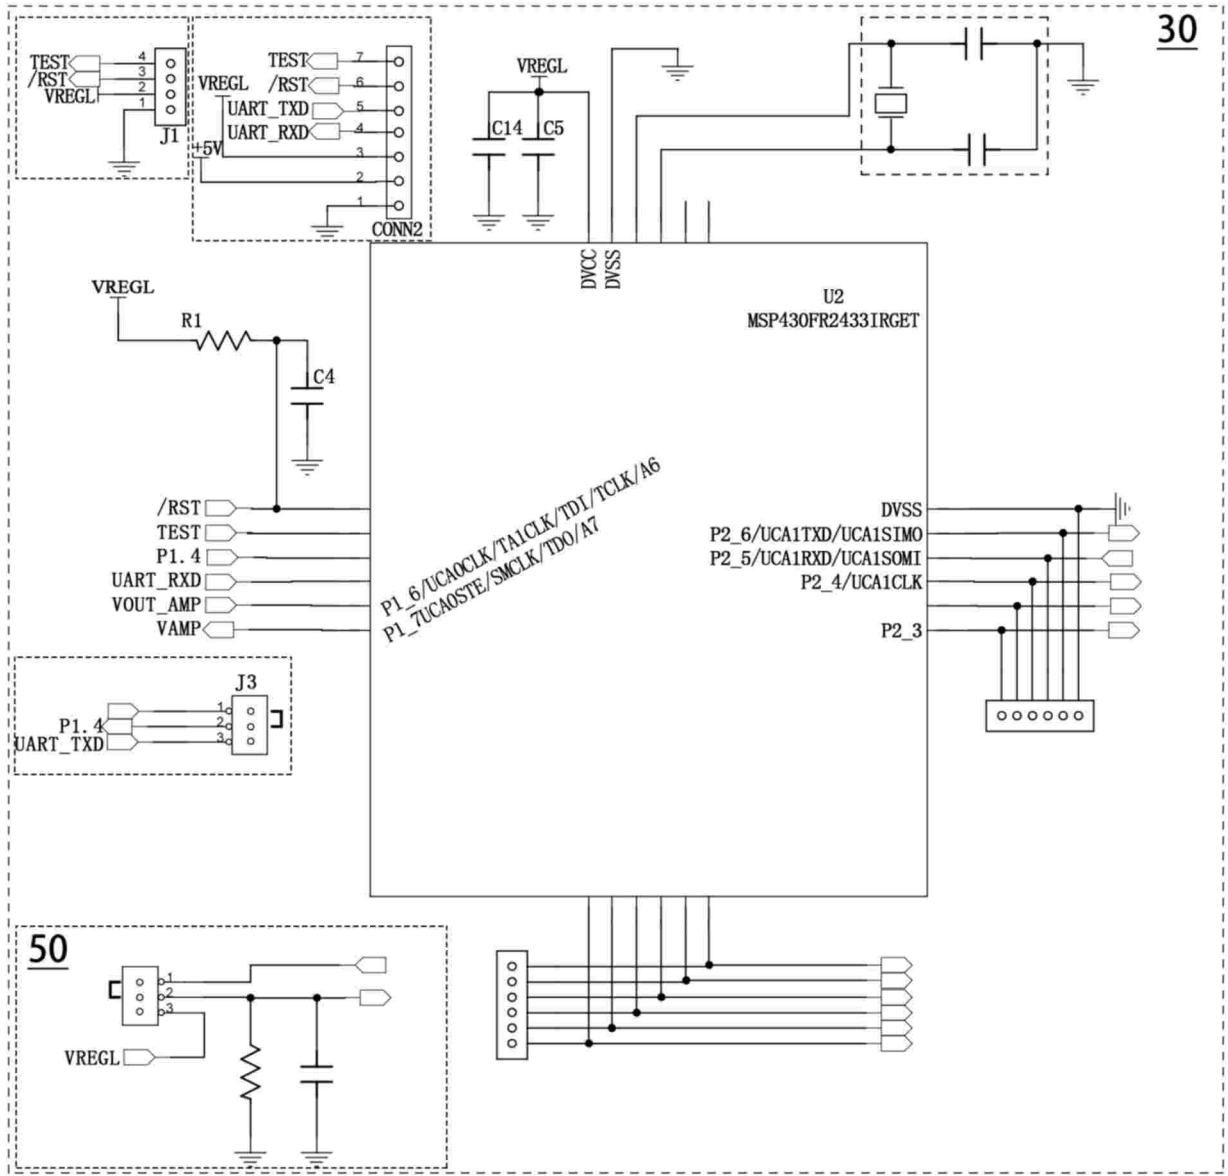 30
TEST
4
/RST
3
VREGL
2
1
J1
TEST
7
/RST
6
VREGL
UART_TXD
5
UART_RXD
4
+5V
3
2
1
CONN2
VREGL
C14
C5
DVCC
DVSS
U2
MSP430FR2433IRGET
VREGL
R1
C4
/RST
TEST
P1.4
UART_RXD
VOUT_AMP
VAMP
P1_6/UCA0CLK/TA1CLK/TDI/TCLK/A6
P1_7UCA0STE/SMCLK/TDO/A7
DVSS
P2_6/UCA1TXD/UCA1SIMO
P2_5/UCA1RXD/UCA1SOMI
P2_4/UCA1CLK
P2_3
J3
1
P1.4
2
UART_TXD
3
50
1
2
3
VREGL